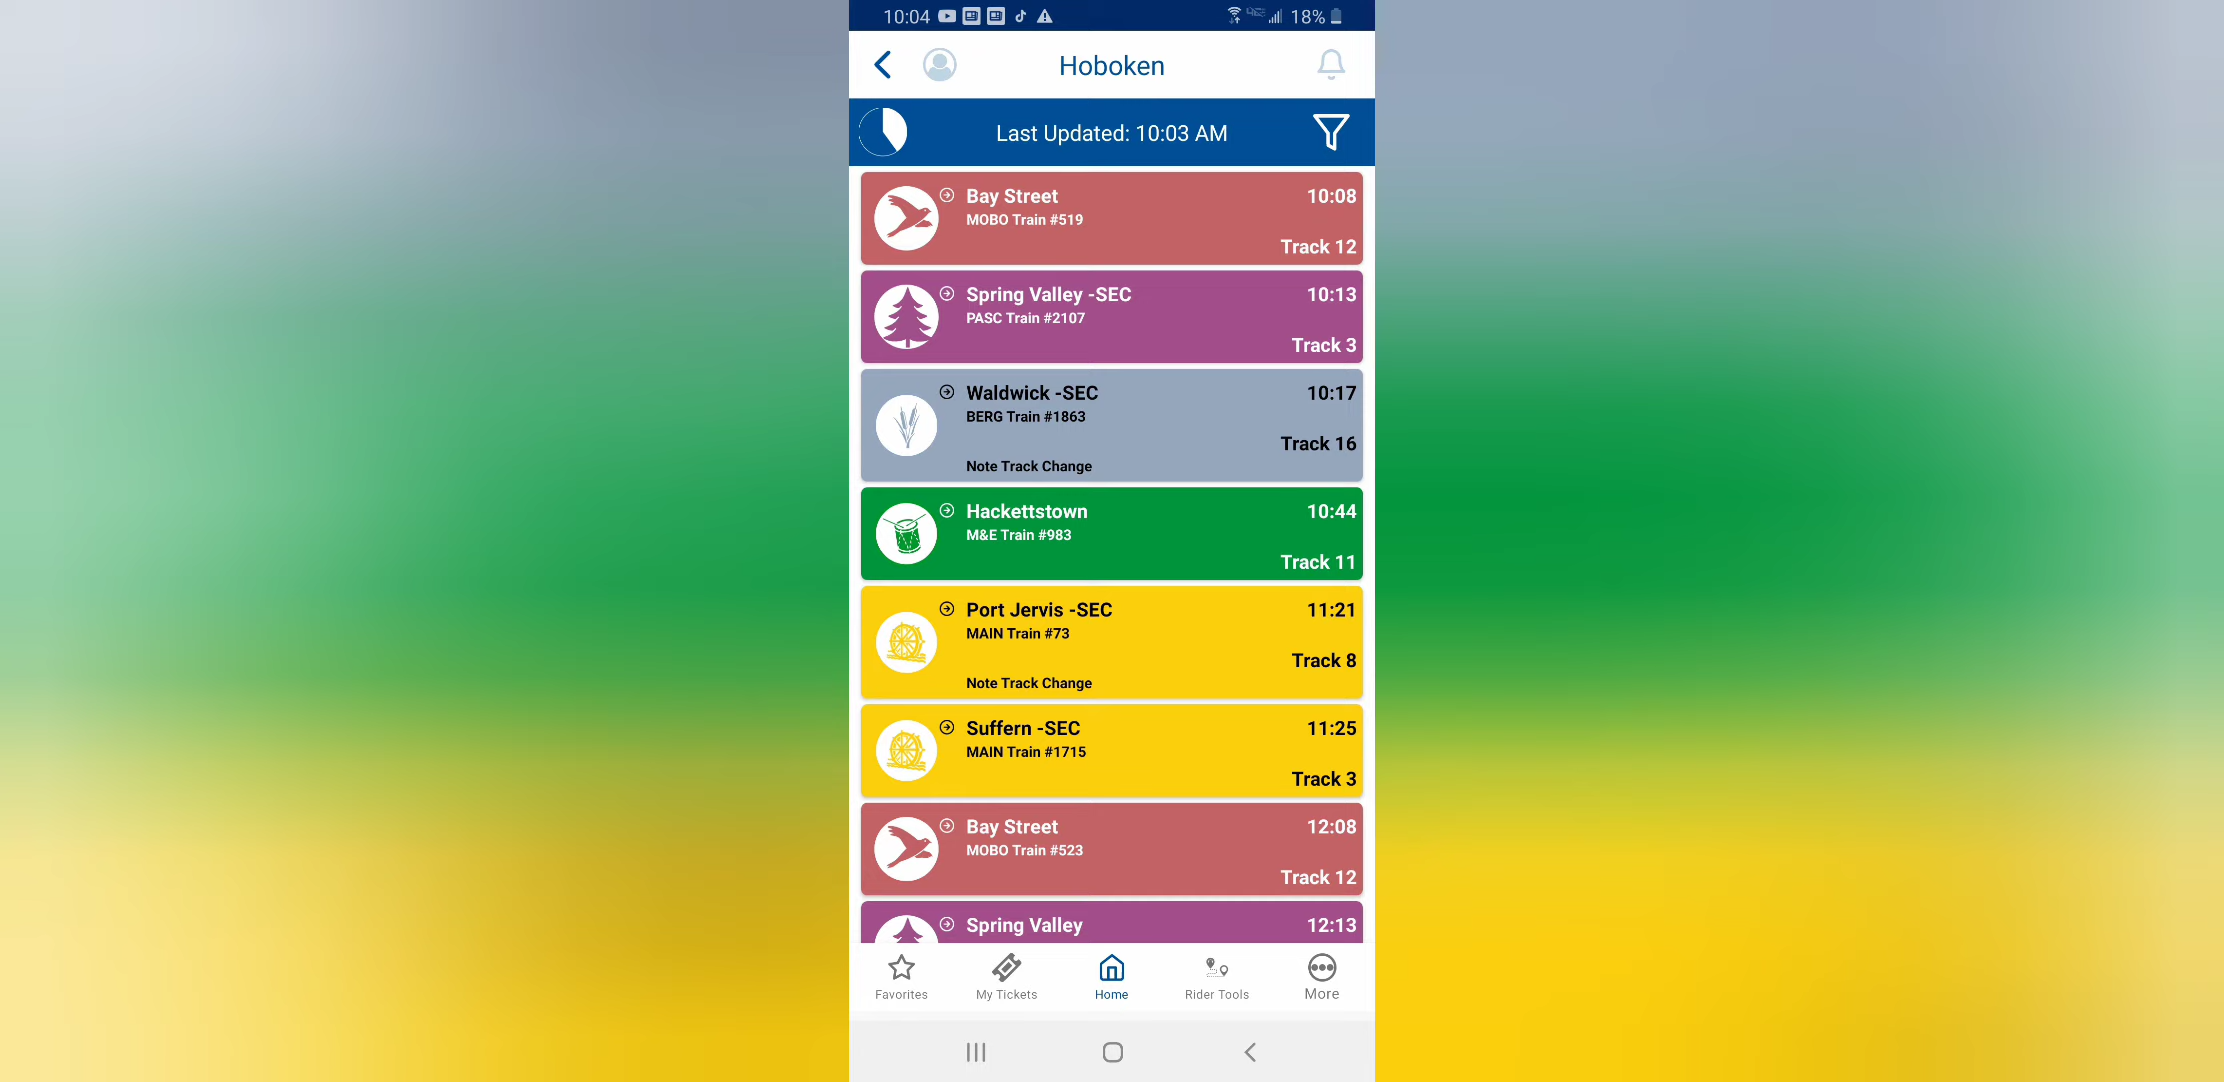 10:04
18%
Hoboken
Last Updated: 10:03 AM
Bay Street 10:08
MOBO Train #519
Track 12
Spring Valley -SEC 10:13
PASC Train #2107
Track 3
Waldwick -SEC 10:17
BERG Train #1863
Track 16
Note Track Change
Hackettstown 10:44
M&E Train #983
Track 11
Port Jervis -SEC 11:21
MAIN Train #73
Track 8
Note Track Change
Suffern -SEC 11:25
MAIN Train #1715
Track 3
Bay Street 12:08
MOBO Train #523
Track 12
Spring Valley 12:13
Favorites My Tickets Home Rider Tools More